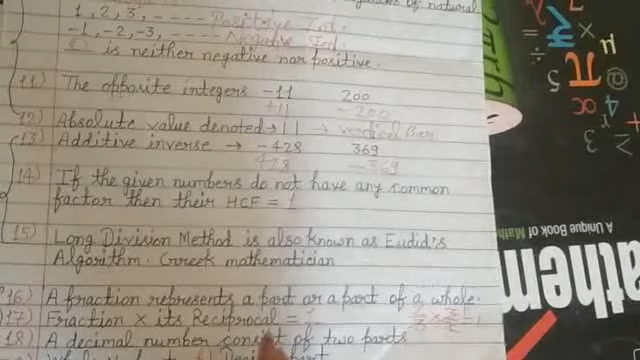 of natural
1, 2, 3, ----- Positive Int.
-1, -2, -3, ----- Negative Int.
is neither negative nor positive.
11) The opposite integers -11 200
+11 -200
12) Absolute value denoted → | | → vertical Bar
13) Additive inverse → -428 369
428 -369
14) If the given numbers do not have any common
factor then their HCF = 1
15) Long Division Method is also known as Euclid's
Algorithm. Greek mathematician
16) A fraction represents a part or a part of a whole.
17) Fraction × its Reciprocal = 1
18) A decimal number consist of two parts
part
A Unique Book of Math
athem